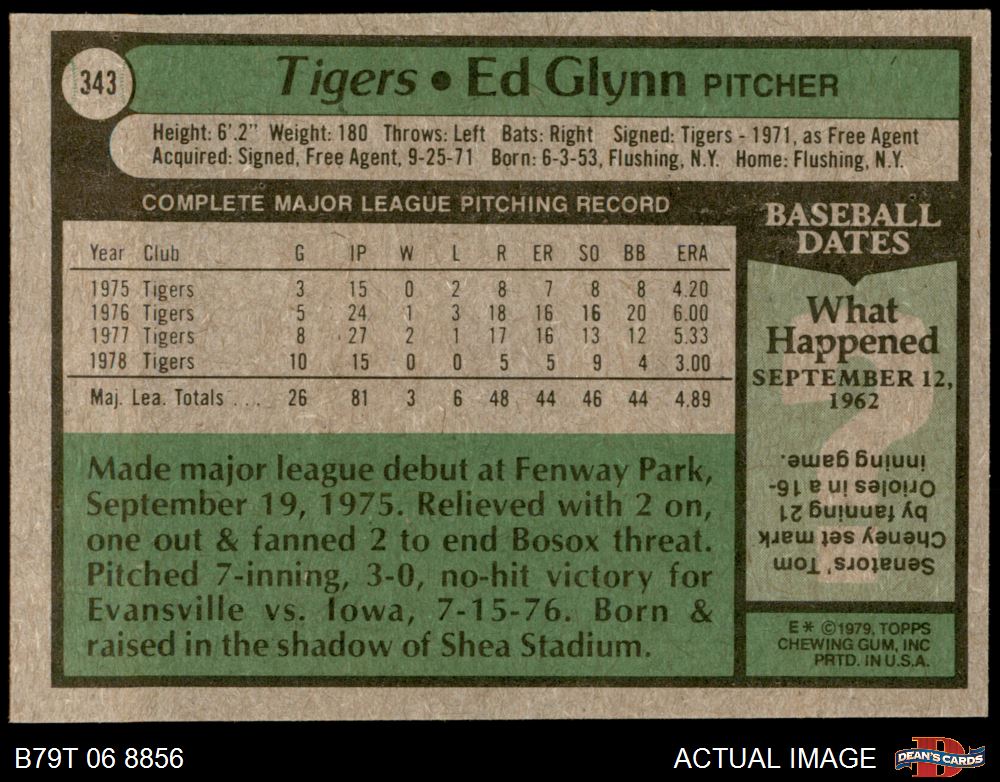 343
Tigers • Ed Glynn PITCHER
Height: 6'.2" Weight: 180 Throws: Left Bats: Right Signed: Tigers - 1971, as Free Agent
Acquired: Signed, Free Agent, 9-25-71 Born: 6-3-53, Flushing, N.Y. Home: Flushing, N.Y.
COMPLETE MAJOR LEAGUE PITCHING RECORD
Year Club G IP W L R ER SO BB ERA
1975 Tigers 3 15 0 2 8 7 8 8 4.20
1976 Tigers 5 24 1 3 18 16 16 20 6.00
1977 Tigers 8 27 2 1 17 16 13 12 5.33
1978 Tigers 10 15 0 0 5 5 9 4 3.00
Maj. Lea. Totals ... 26 81 3 6 48 44 46 44 4.89
Made major league debut at Fenway Park,
September 19, 1975. Relieved with 2 on,
one out & fanned 2 to end Bosox threat.
Pitched 7-inning, 3-0, no-hit victory for
Evansville vs. Iowa, 7-15-76. Born &
raised in the shadow of Shea Stadium.
BASEBALL
DATES
What
Happened
SEPTEMBER 12,
1962
?
Senators' Tom
Cheney set mark
by fanning 21
Orioles in a 16-
inning game.
E* ©1979, TOPPS
CHEWING GUM, INC
PRTD. IN U.S.A.
B79T 06 8856
ACTUAL IMAGE
D
DEAN'S CARDS